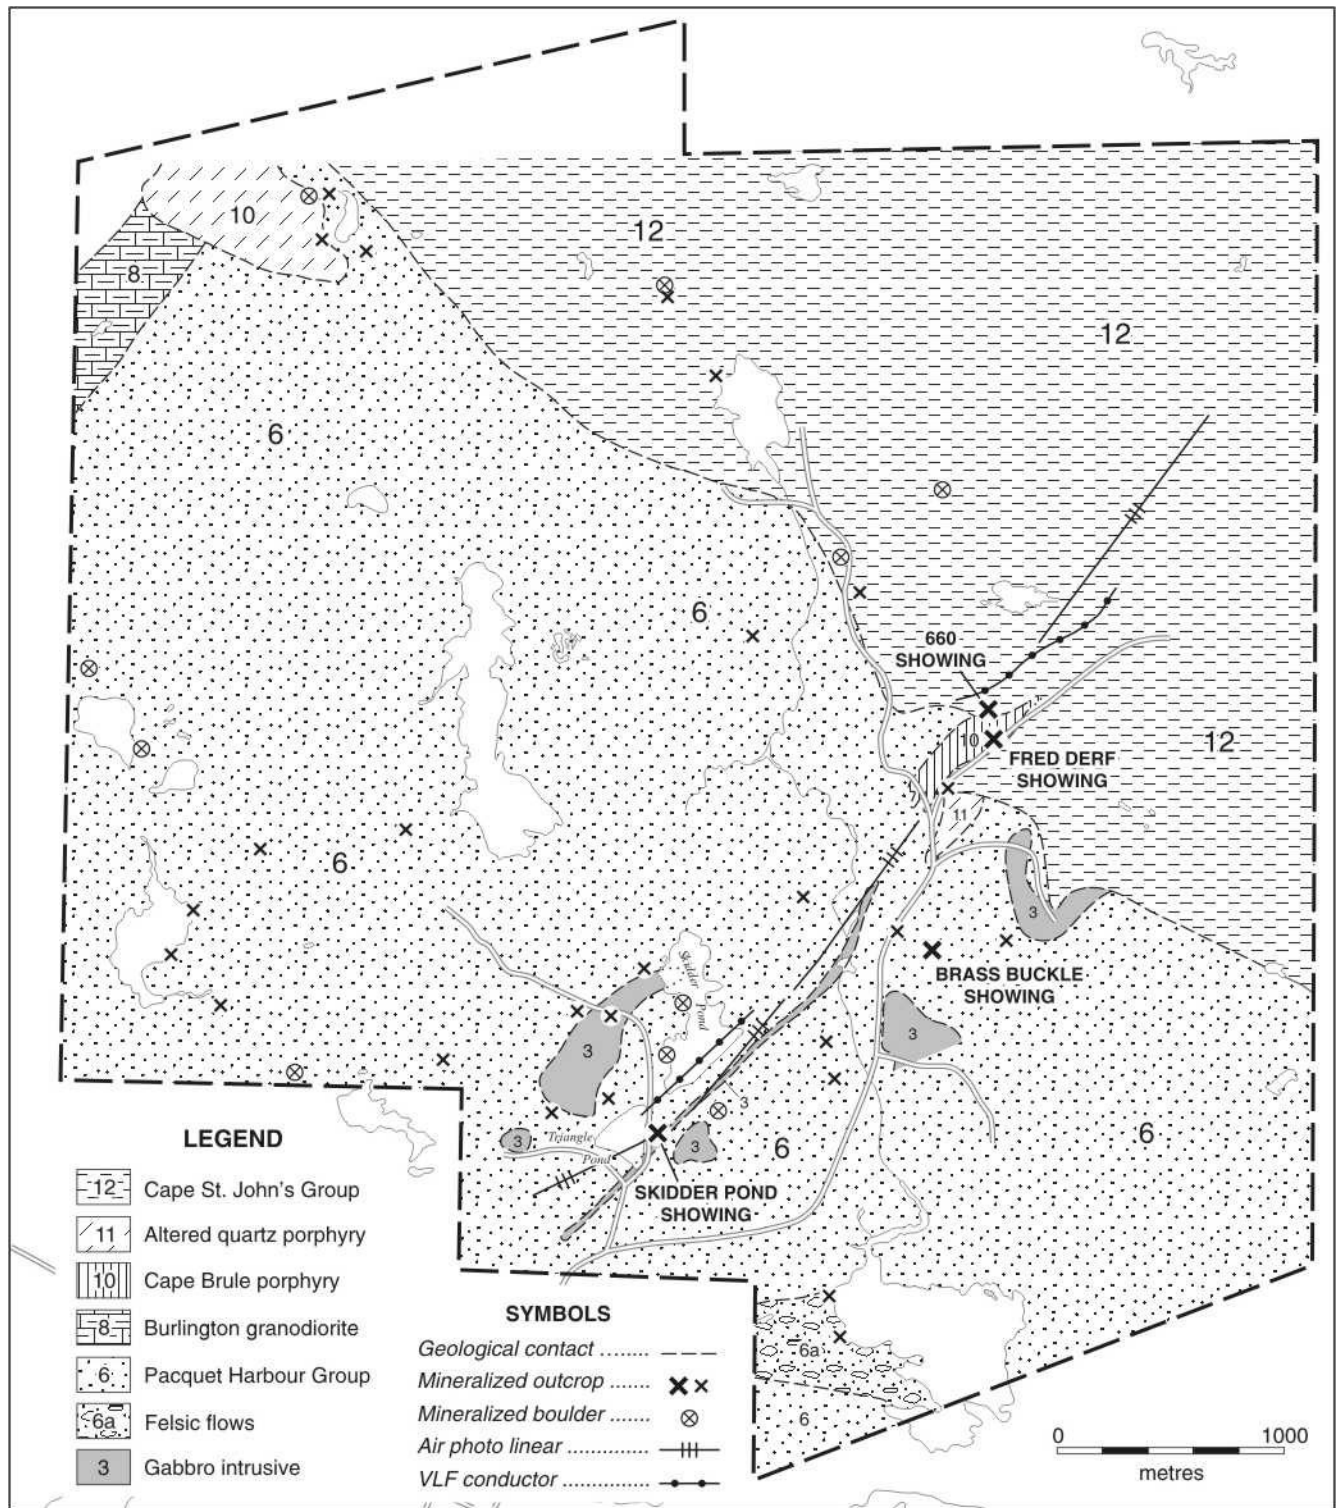 10
12
8
12
6
6
660
SHOWING
10
12
FRED DERF
SHOWING
11
6
3
Skidder
Pond
BRASS BUCKLE
SHOWING
3
3
3
3
Triangle
Pond
3
6
6
SKIDDER POND
SHOWING
6a
6
LEGEND
12 Cape St. John's Group
11 Altered quartz porphyry
10 Cape Brule porphyry
8 Burlington granodiorite
6 Pacquet Harbour Group
6a Felsic flows
3 Gabbro intrusive
SYMBOLS
Geological contact ........
Mineralized outcrop .......
Mineralized boulder .......
Air photo linear ..............
VLF conductor ...............
0 1000
metres